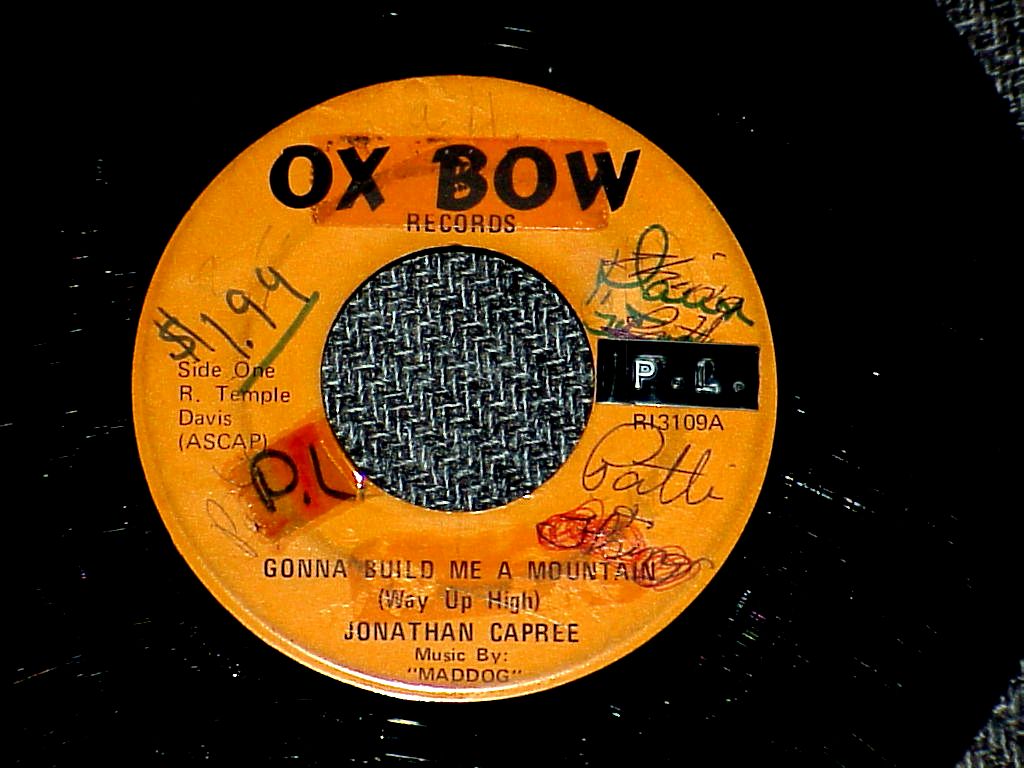 OX BOW
RECORDS
$1.99
Side One
R. Temple
Davis
(ASCAP)
P.L.
RI3109A
P.L
Patti
GONNA BUILD ME A MOUNTAIN
(Way Up High)
JONATHAN CAPREE
Music By:
"MADDOG"